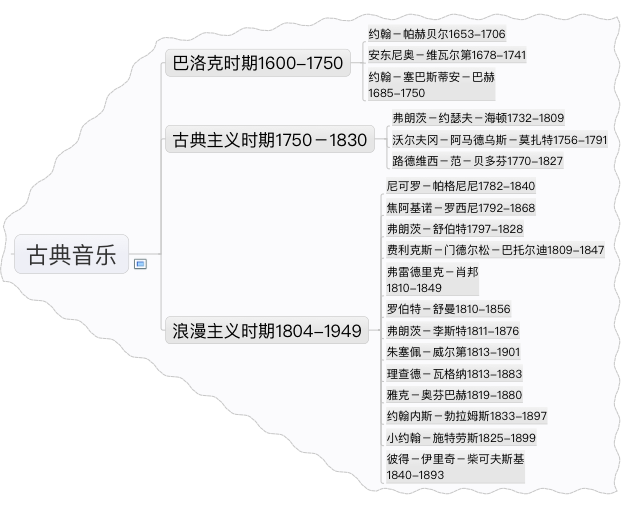 古典音乐
巴洛克时期1600–1750
约翰－帕赫贝尔1653–1706
安东尼奥－维瓦尔第1678–1741
约翰－塞巴斯蒂安－巴赫
1685–1750
古典主义时期1750－1830
弗朗茨－约瑟夫－海顿1732–1809
沃尔夫冈－阿马德乌斯－莫扎特1756–1791
路德维西－范－贝多芬1770–1827
浪漫主义时期1804–1949
尼可罗－帕格尼尼1782–1840
焦阿基诺－罗西尼1792–1868
弗朗茨－舒伯特1797–1828
费利克斯－门德尔松－巴托尔迪1809–1847
弗雷德里克－肖邦
1810–1849
罗伯特－舒曼1810–1856
弗朗茨－李斯特1811–1876
朱塞佩－威尔第1813–1901
理查德－瓦格纳1813–1883
雅克－奥芬巴赫1819–1880
约翰内斯－勃拉姆斯1833–1897
小约翰－施特劳斯1825–1899
彼得－伊里奇－柴可夫斯基
1840–1893